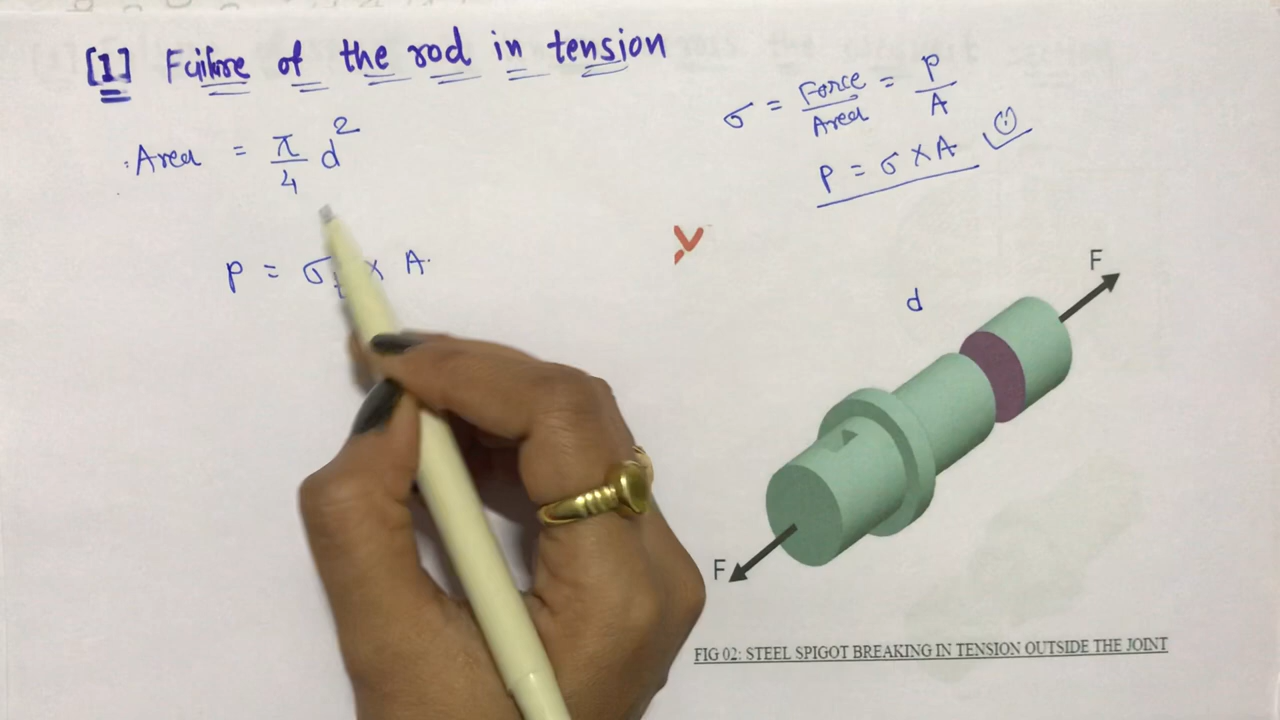 [1] Failure of the rod in tension
Area = π/4 d²
P = σt × A.
σ = Force/Area = P/A
P = σ × A
d
F
F
FIG 02: STEEL SPIGOT BREAKING IN TENSION OUTSIDE THE JOINT